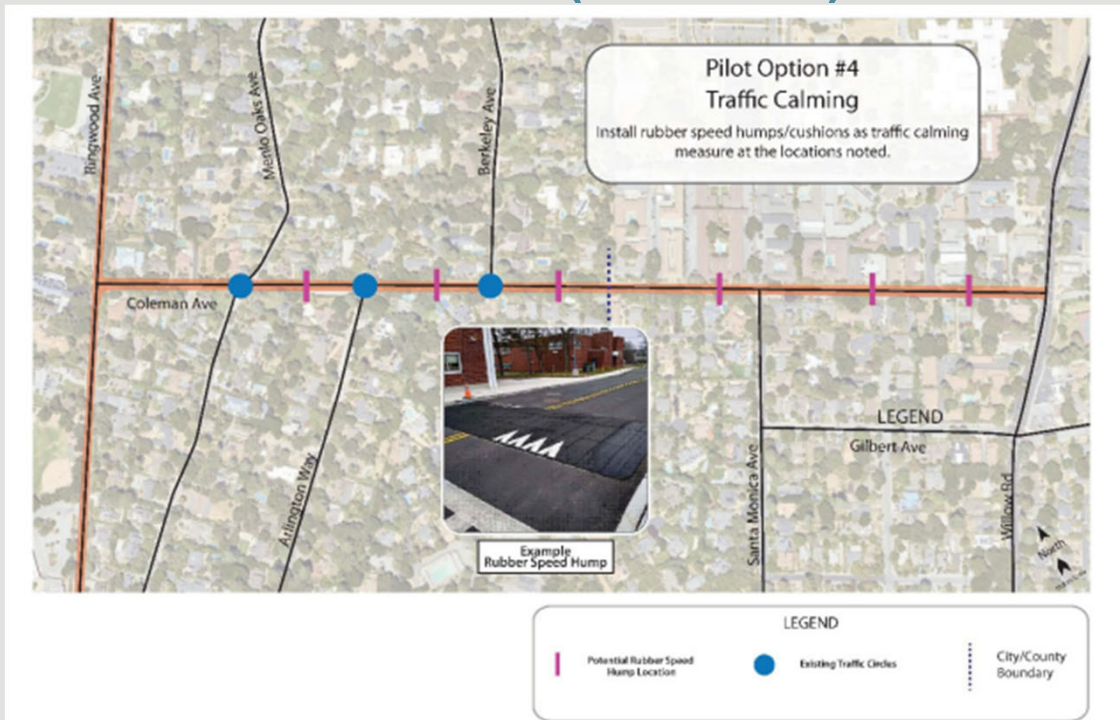 Pilot Option #4
Traffic Calming
Install rubber speed humps/cushions as traffic calming
measure at the locations noted.
Ringwood Ave
Menlo Oaks Ave
Berkeley Ave
Coleman Ave
Arlington Way
Santa Monica Ave
LEGEND
Gilbert Ave
Willow Rd
North
Example
Rubber Speed Hump
LEGEND
Potential Rubber Speed
Hump Location
Existing Traffic Circles
City/County
Boundary